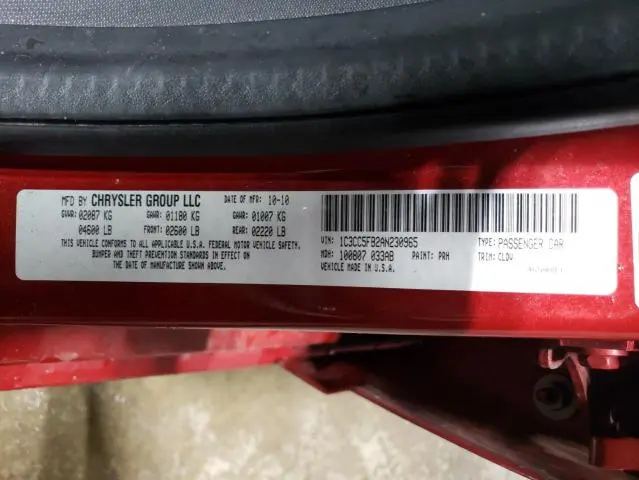 MFD BY CHRYSLER GROUP LLC DATE OF MFR: 10-10
GVWR: 02087 KG GAWR: 01180 KG GAWR: 01007 KG
04600 LB FRONT: 02600 LB REAR: 02220 LB
THIS VEHICLE CONFORMS TO ALL APPLICABLE U.S.A. FEDERAL MOTOR VEHICLE SAFETY,
BUMPER AND THEFT PREVENTION STANDARDS IN EFFECT ON
THE DATE OF MANUFACTURE SHOWN ABOVE.
VIN: 1C3CC5FB2AN230965 TYPE: PASSENGER CAR
MDH: 100807 033AB PAINT: PRH TRIM: CLDV
VEHICLE MADE IN U.S.A.